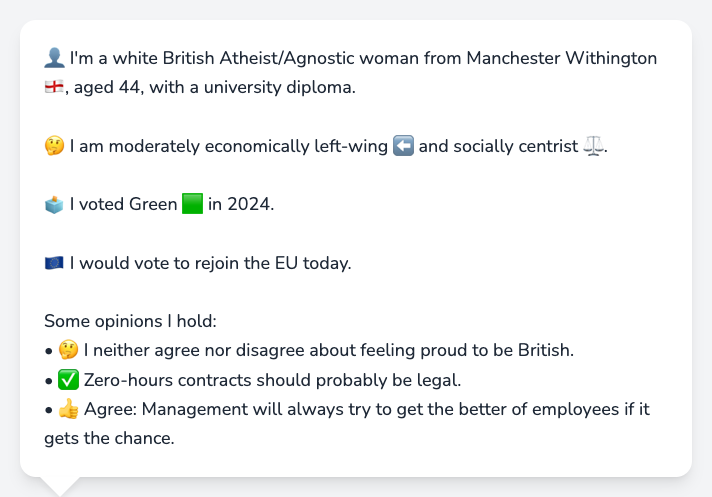 👤 I'm a white British Atheist/Agnostic woman from Manchester Withington
🏴󠁧󠁢󠁥󠁮󠁧󠁿, aged 44, with a university diploma.
🤔 I am moderately economically left-wing ⬅️ and socially centrist ⚖️.
🗳️ I voted Green 🟩 in 2024.
🇪🇺 I would vote to rejoin the EU today.
Some opinions I hold:
• 🤔 I neither agree nor disagree about feeling proud to be British.
• ✅ Zero-hours contracts should probably be legal.
• 👍 Agree: Management will always try to get the better of employees if it
gets the chance.